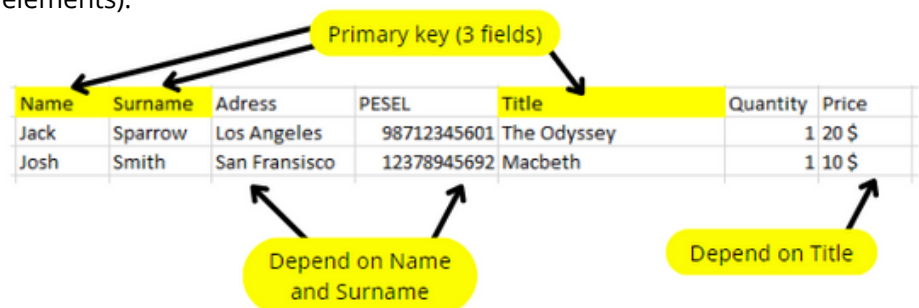 elements).
Primary key (3 fields)
Name Surname Adress PESEL Title Quantity Price
Jack Sparrow Los Angeles 98712345601 The Odyssey 1 20 $
Josh Smith San Fransisco 12378945692 Macbeth 1 10 $
Depend on Name
and Surname
Depend on Title